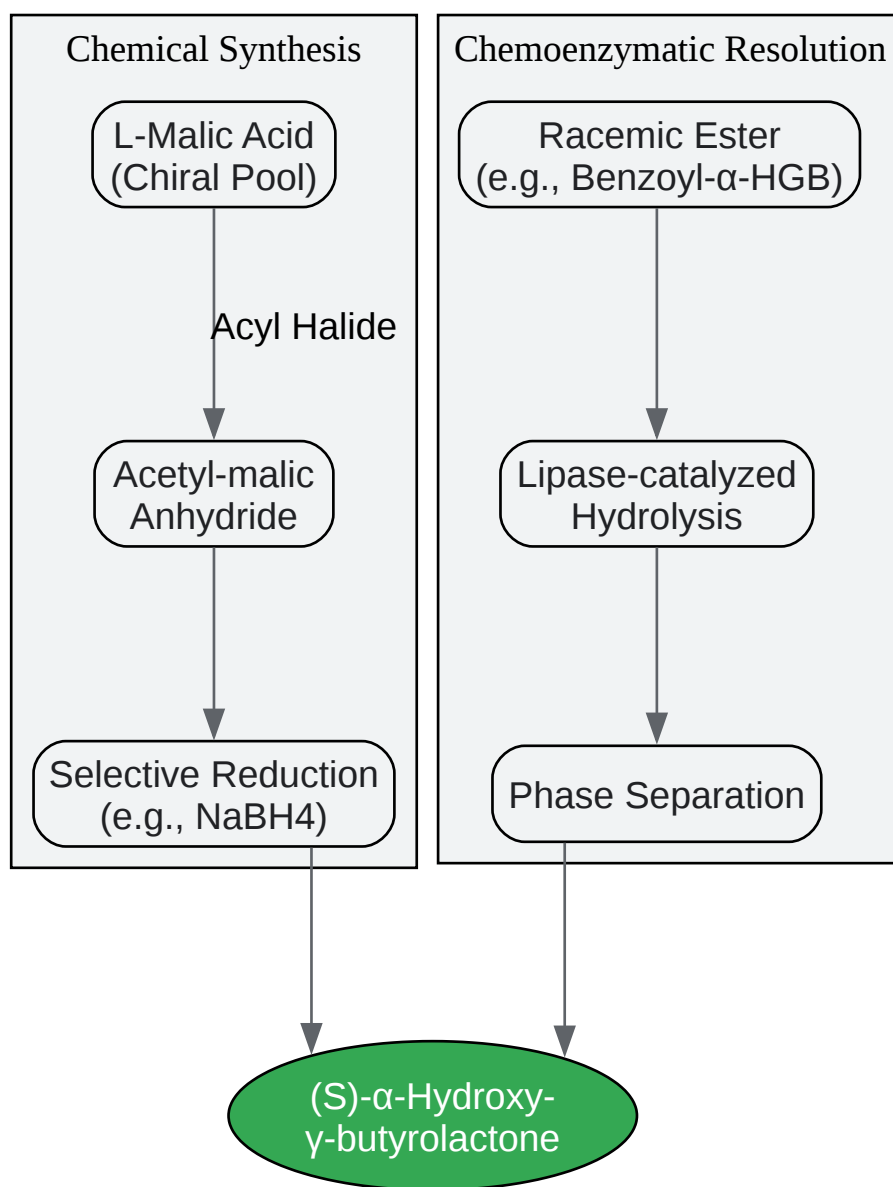 Chemical Synthesis
L-Malic Acid
(Chiral Pool)
Acyl Halide
Acetyl-malic
Anhydride
Selective Reduction
(e.g., NaBH4)
Chemoenzymatic Resolution
Racemic Ester
(e.g., Benzoyl-α-HGB)
Lipase-catalyzed
Hydrolysis
Phase Separation
(S)-α-Hydroxy-
γ-butyrolactone